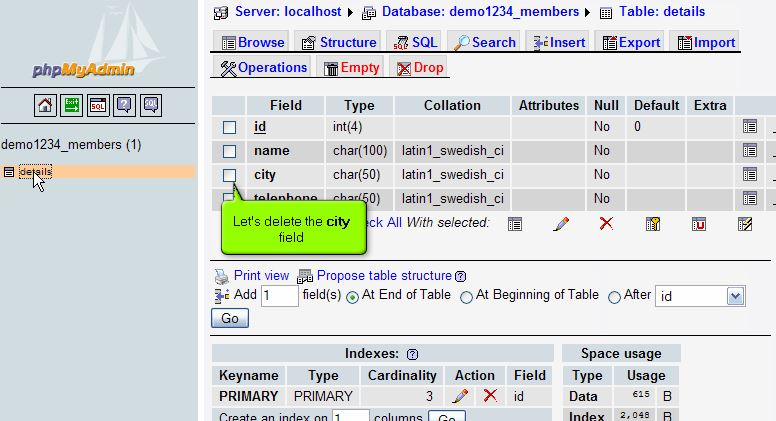 Server: localhost ▸ Database: demo1234_members ▸ Table: details
Browse Structure SQL Search Insert Export Import
Operations Empty Drop
phpMyAdmin
SQL
demo1234_members (1)
details
Field Type Collation Attributes Null Default Extra
id int(4) No 0
name char(100) latin1_swedish_ci No
city char(50) latin1_swedish_ci No
telephone char(50) latin1_swedish_ci No
Let's delete the city
field
All With selected:
Print view Propose table structure
Add 1 field(s) At End of Table At Beginning of Table After id
Go
Indexes:
Keyname Type Cardinality Action Field
PRIMARY PRIMARY 3 id
Create an index on 1 columns Go
Space usage
Type Usage
Data 615 B
Index 2,048 B